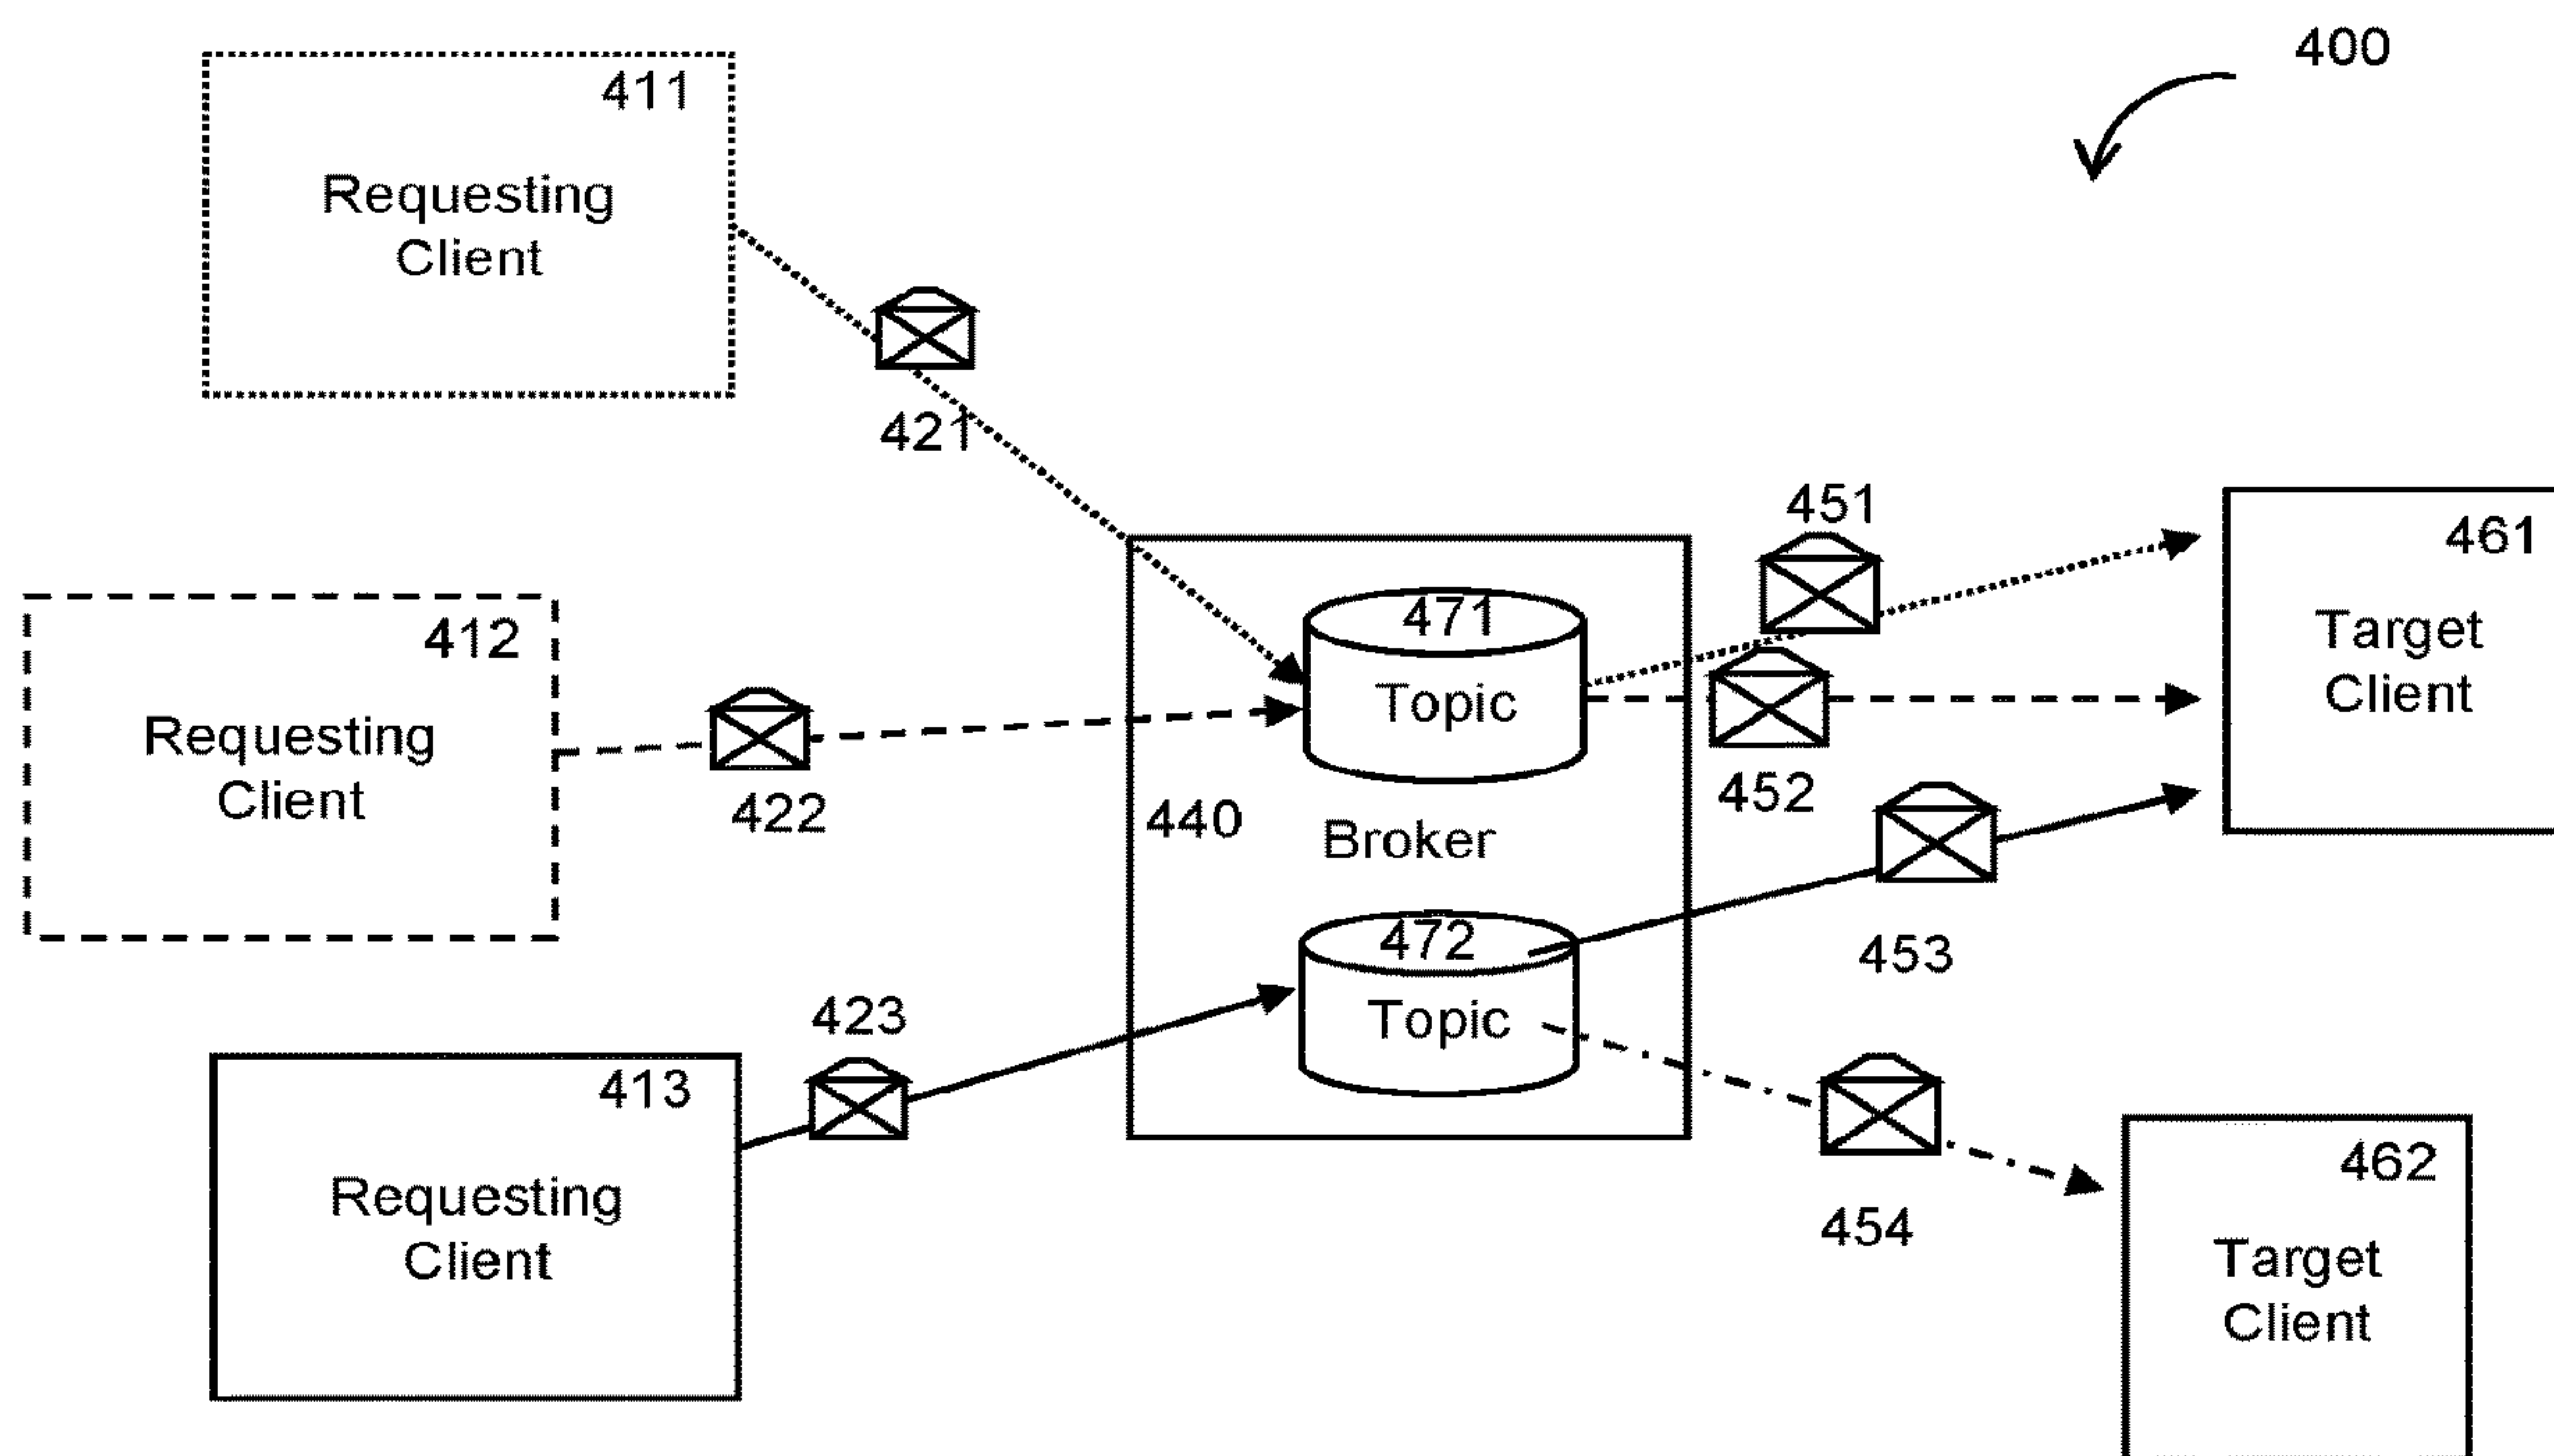 400
411
Requesting
Client
421
412
Requesting
Client
422
413
Requesting
Client
423
440
Broker
471
Topic
472
Topic
451
452
453
454
461
Target
Client
462
Target
Client